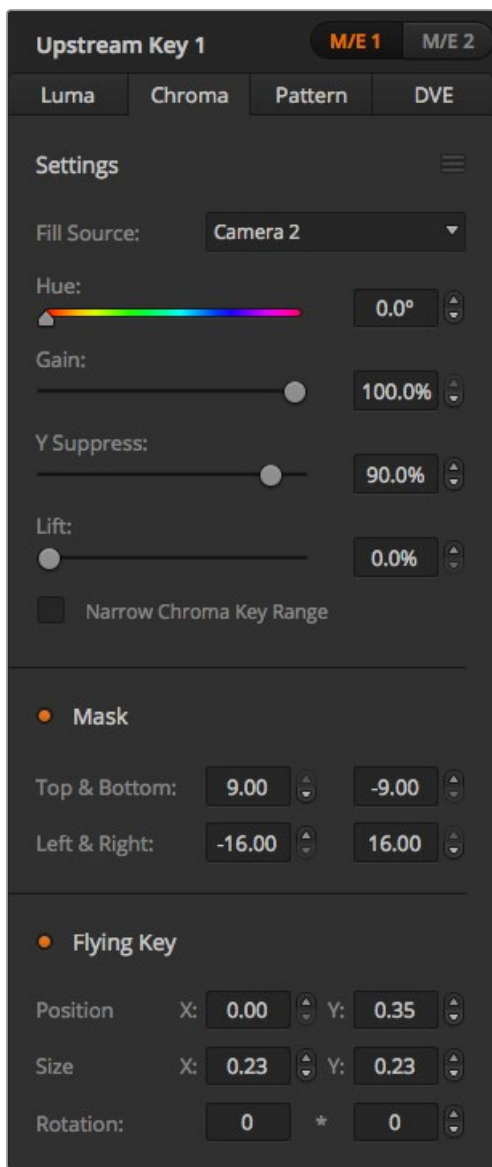 Upstream Key 1 M/E 1 M/E 2
Luma Chroma Pattern DVE
Settings
Fill Source: Camera 2
Hue:
0.0°
Gain:
100.0%
Y Suppress:
90.0%
Lift:
0.0%
Narrow Chroma Key Range
Mask
Top & Bottom: 9.00 -9.00
Left & Right: -16.00 16.00
Flying Key
Position X: 0.00 Y: 0.35
Size X: 0.23 Y: 0.23
Rotation: 0 * 0